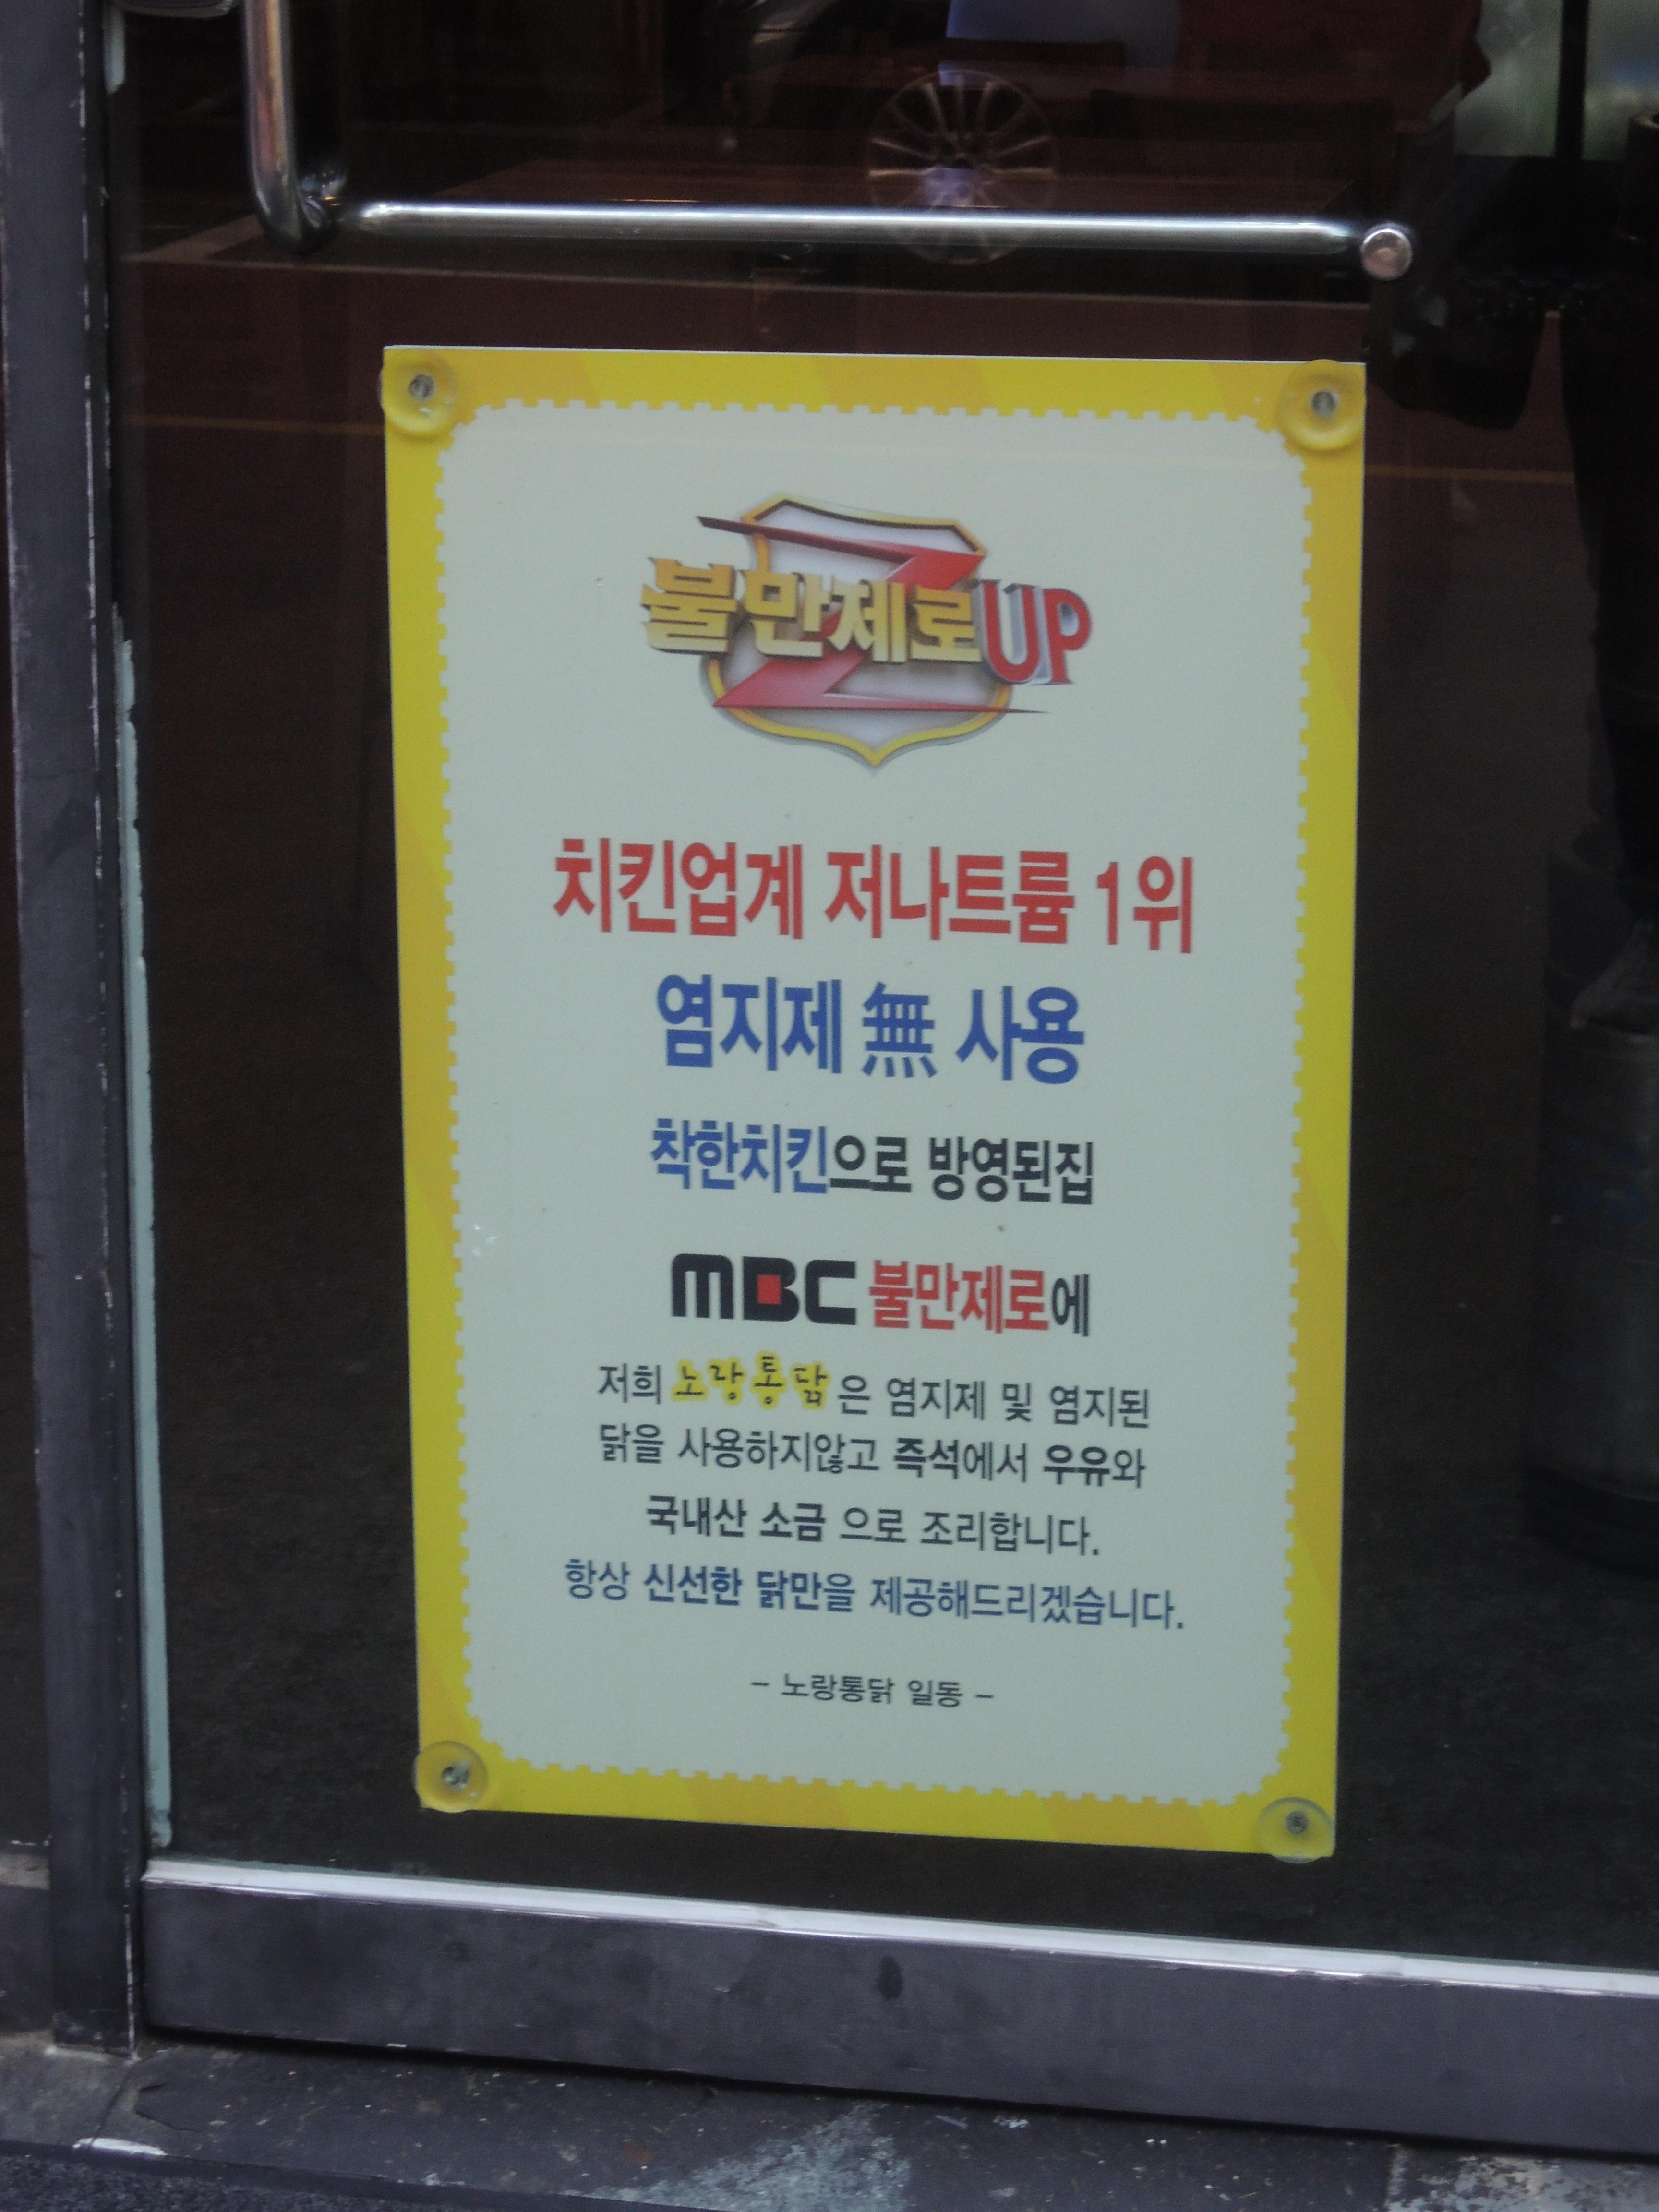 불만제로UP
치킨업계 저나트륨 1위
염지제 無 사용
착한치킨으로 방영된집
MBC 불만제로에
저희 노랑통닭은 염지제 및 염지된
닭을 사용하지않고 즉석에서 우유와
국내산 소금 으로 조리합니다.
항상 신선한 닭만을 제공해드리겠습니다.
- 노랑통닭 일동 -